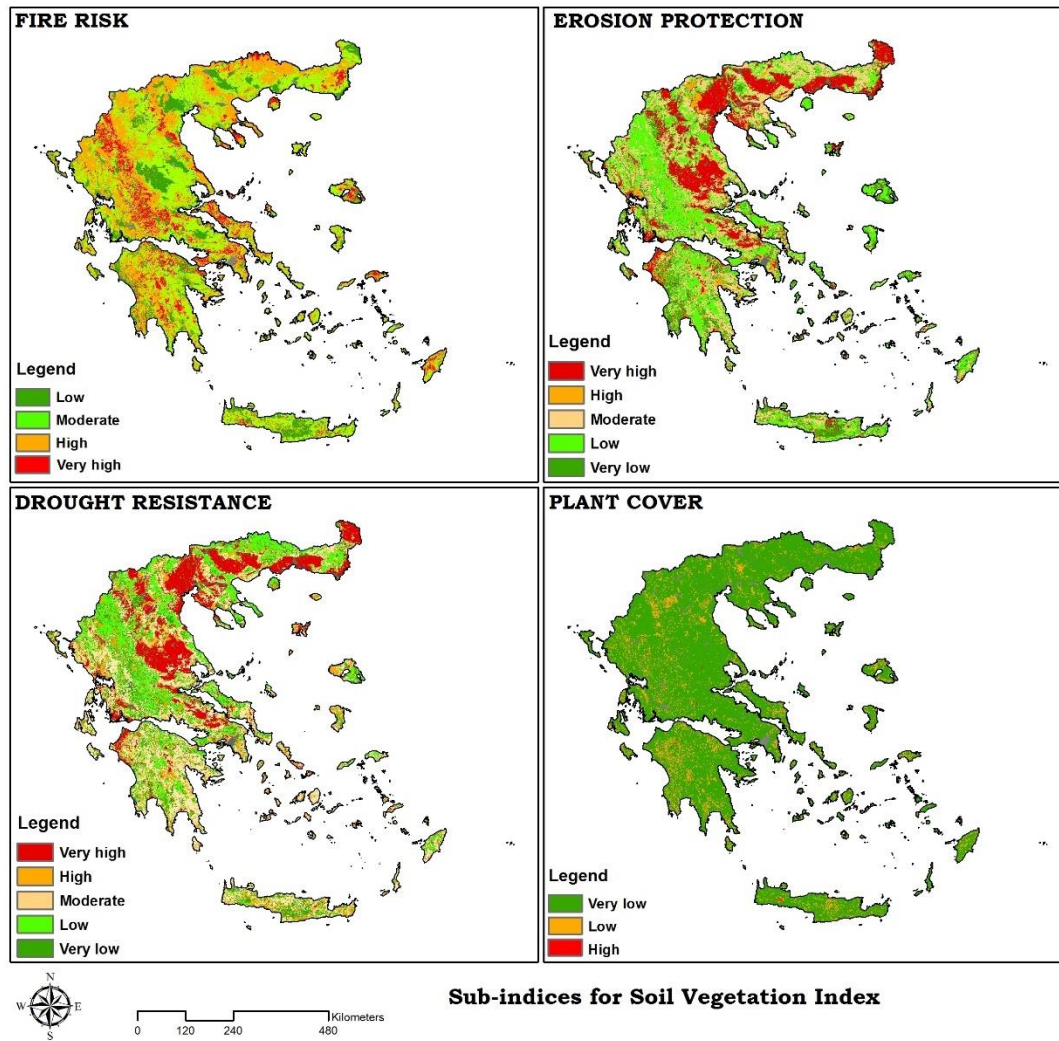 FIRE RISK
Legend
Low
Moderate
High
Very high
EROSION PROTECTION
Legend
Very high
High
Moderate
Low
Very low
DROUGHT RESISTANCE
Legend
Very high
High
Moderate
Low
Very low
PLANT COVER
Legend
Very low
Low
High
N
W E
S
Kilometers
0 120 240 480
Sub-indices for Soil Vegetation Index